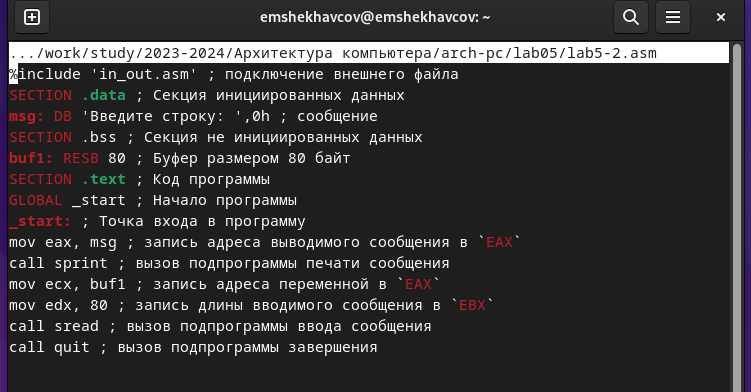 emshekhavcov@emshekhavcov: ~
.../work/study/2023-2024/Архитектура компьютера/arch-pc/lab05/lab5-2.asm
%include 'in_out.asm' ; подключение внешнего файла
SECTION .data ; Секция инициированных данных
msg: DB 'Введите строку: ',0h ; сообщение
SECTION .bss ; Секция не инициированных данных
buf1: RESB 80 ; Буфер размером 80 байт
SECTION .text ; Код программы
GLOBAL _start ; Начало программы
_start: ; Точка входа в программу
mov eax, msg ; запись адреса выводимого сообщения в `EAX`
call sprint ; вызов подпрограммы печати сообщения
mov ecx, buf1 ; запись адреса переменной в `EAX`
mov edx, 80 ; запись длины вводимого сообщения в `EBX`
call sread ; вызов подпрограммы ввода сообщения
call quit ; вызов подпрограммы завершения